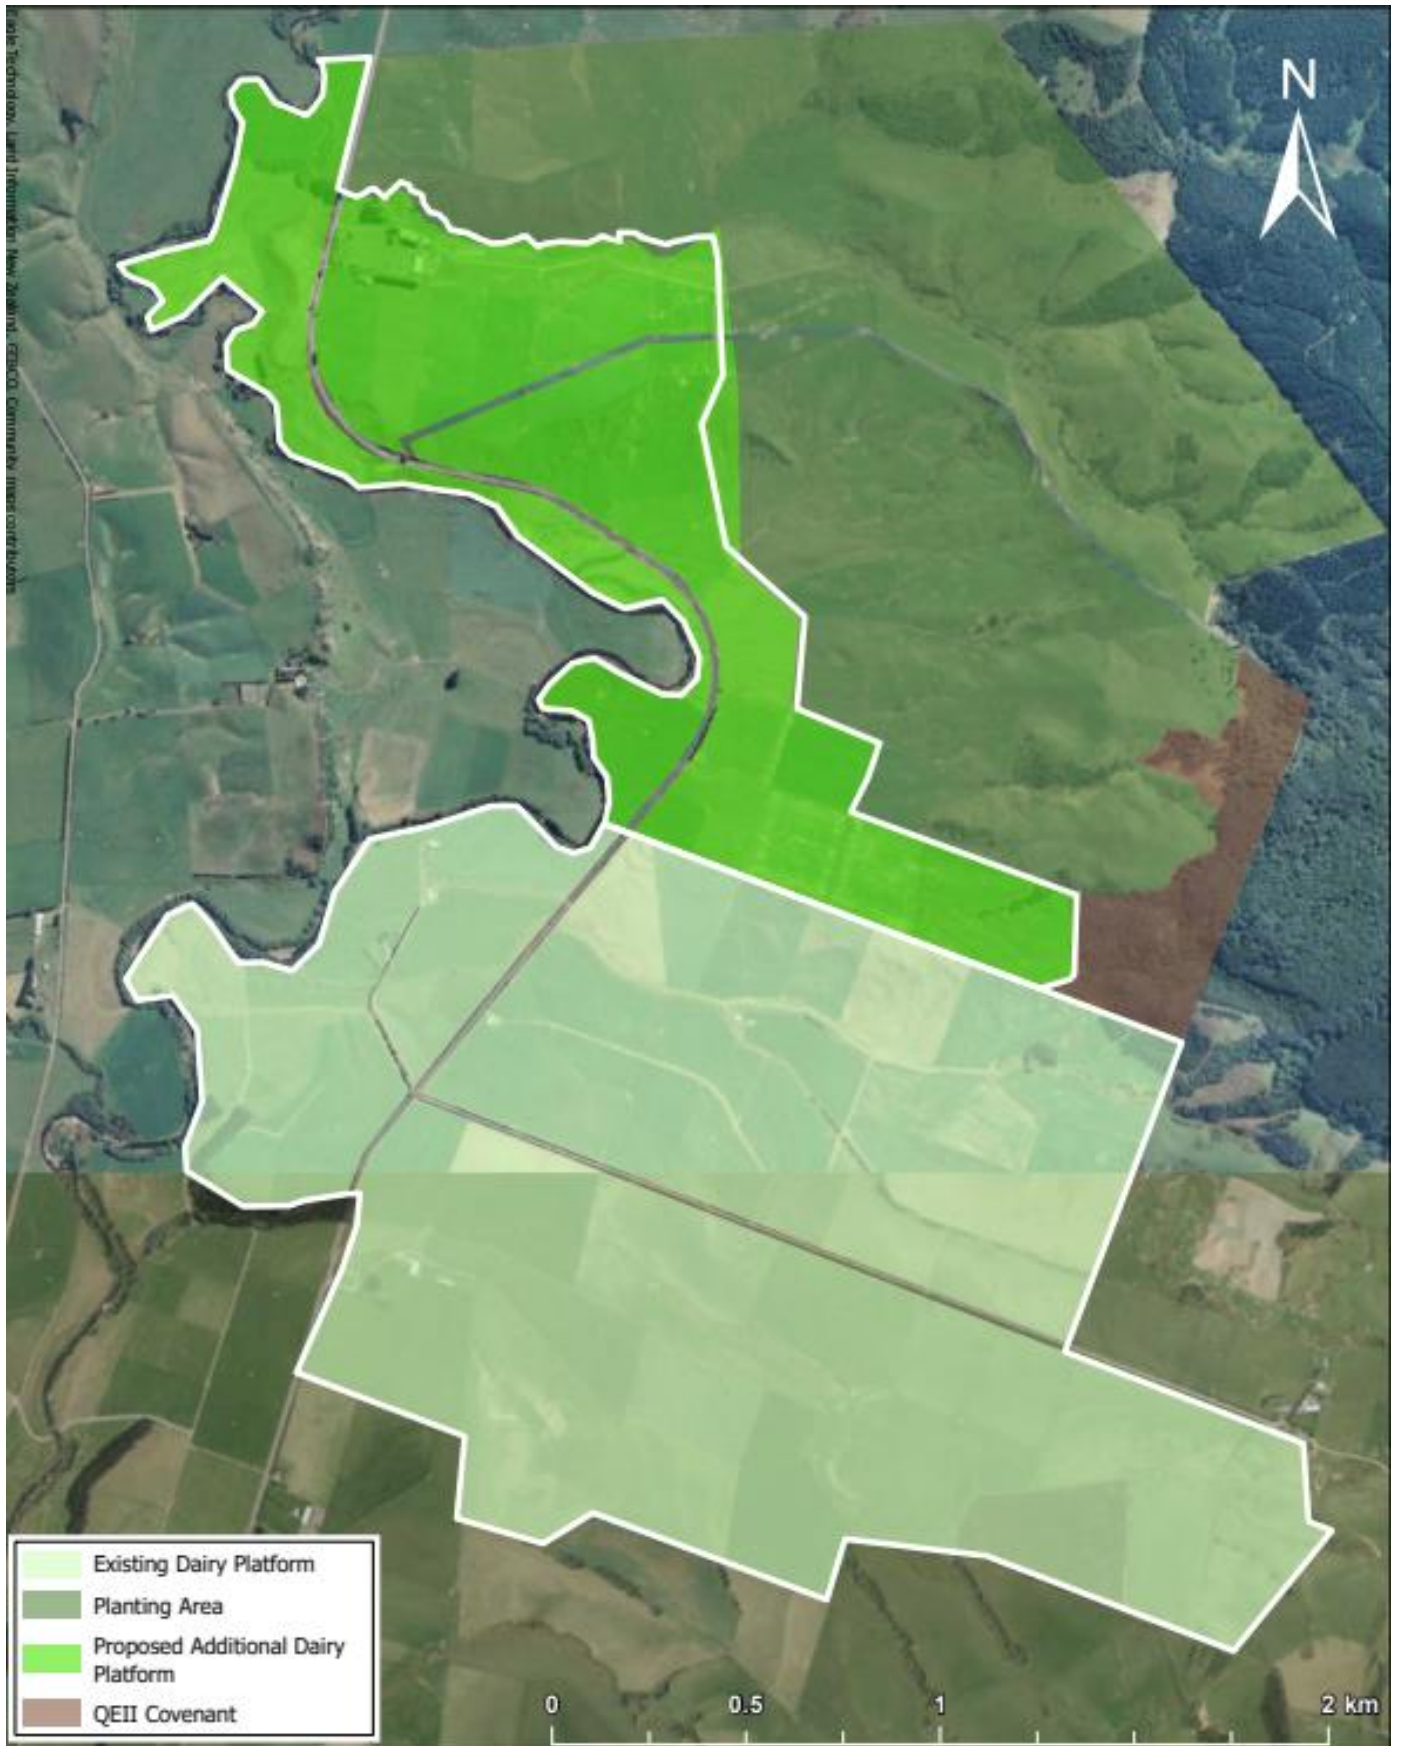 N
Existing Dairy Platform
Planting Area
Proposed Additional Dairy
Platform
QEII Covenant
0 0.5 1 2 km